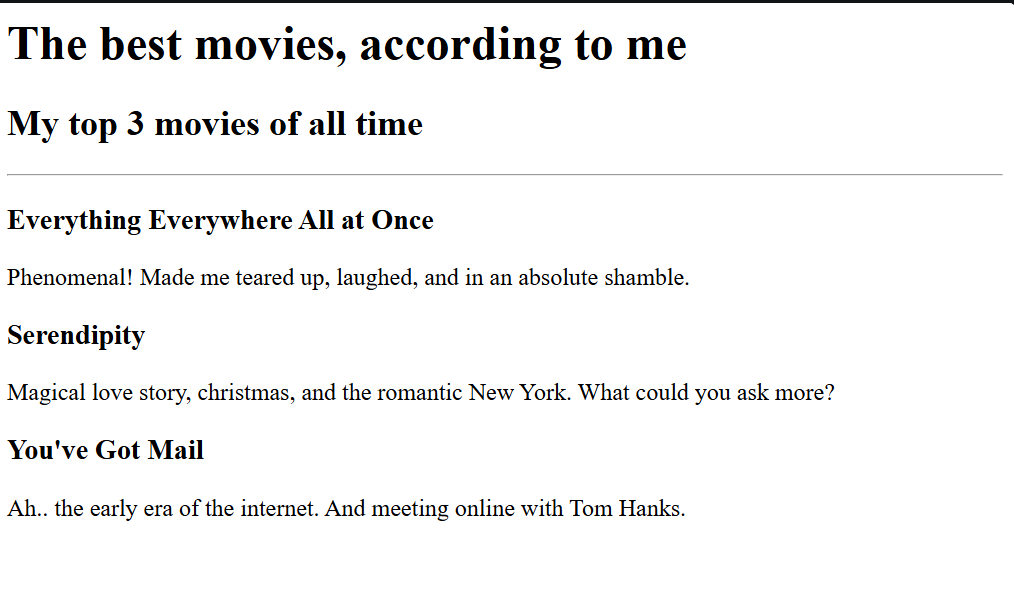 The best movies, according to me
My top 3 movies of all time
Everything Everywhere All at Once
Phenomenal! Made me teared up, laughed, and in an absolute shamble.
Serendipity
Magical love story, christmas, and the romantic New York. What could you ask more?
You've Got Mail
Ah.. the early era of the internet. And meeting online with Tom Hanks.